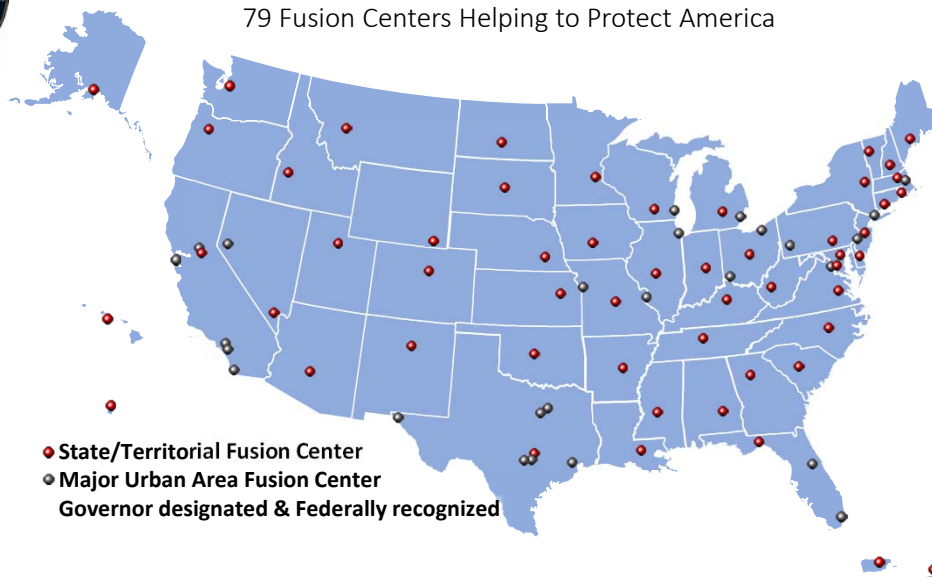 79 Fusion Centers Helping to Protect America
State/Territorial Fusion Center
Major Urban Area Fusion Center
Governor designated & Federally recognized